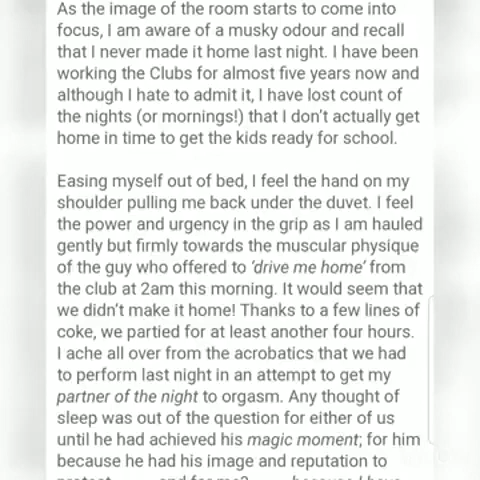 As the image of the room starts to come into
focus, I am aware of a musky odour and recall
that I never made it home last night. I have been
working the Clubs for almost five years now and
although I hate to admit it, I have lost count of
the nights (or mornings!) that I don't actually get
home in time to get the kids ready for school.
Easing myself out of bed, I feel the hand on my
shoulder pulling me back under the duvet. I feel
the power and urgency in the grip as I am hauled
gently but firmly towards the muscular physique
of the guy who offered to 'drive me home' from
the club at 2am this morning. It would seem that
we didn't make it home! Thanks to a few lines of
coke, we partied for at least another four hours.
I ache all over from the acrobatics that we had
to perform last night in an attempt to get my
partner of the night to orgasm. Any thought of
sleep was out of the question for either of us
until he had achieved his magic moment; for him
because he had his image and reputation to